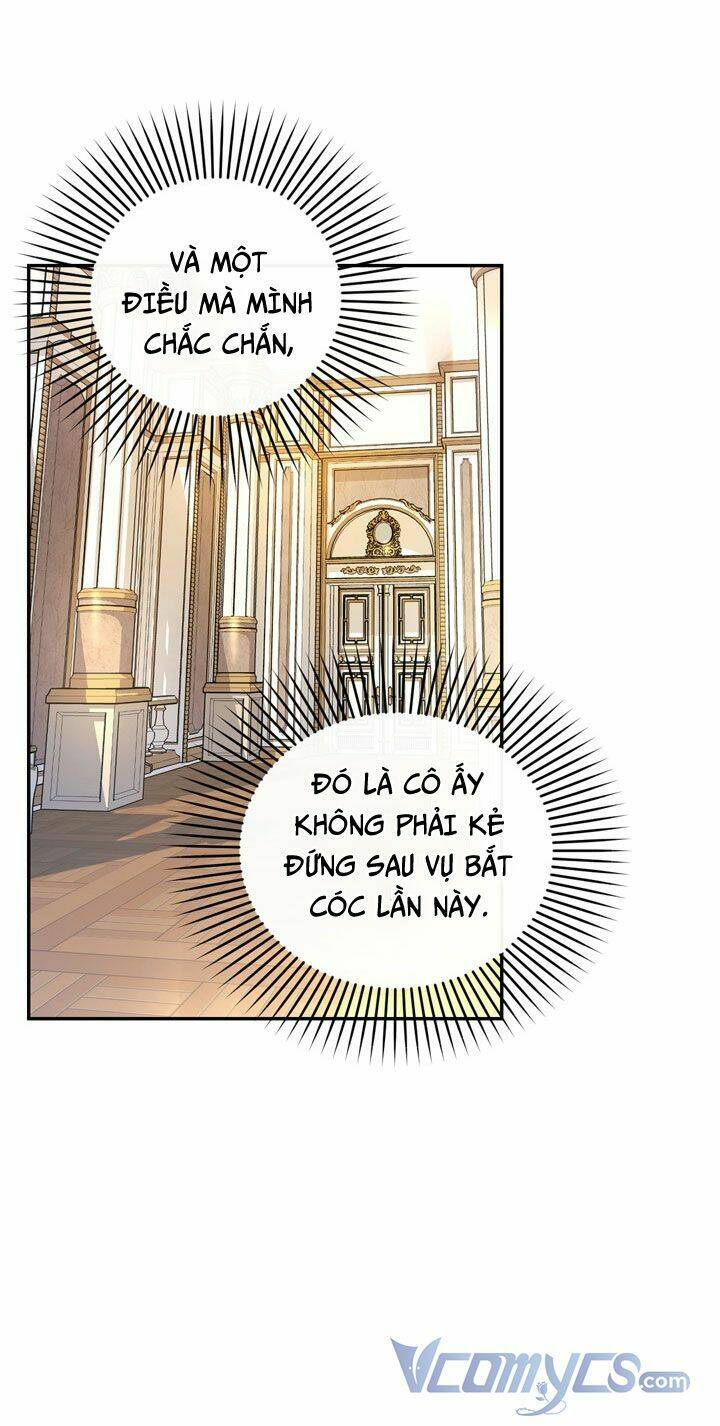 VÀ MỘT
ĐIỀU MÀ MÌNH
CHẮC CHẮN,
ĐÓ LÀ CÔ ẤY
KHÔNG PHẢI KẺ
ĐỨNG SAU VỤ BẮT
CÓC LẦN NÀY.
VCOMYCS.com